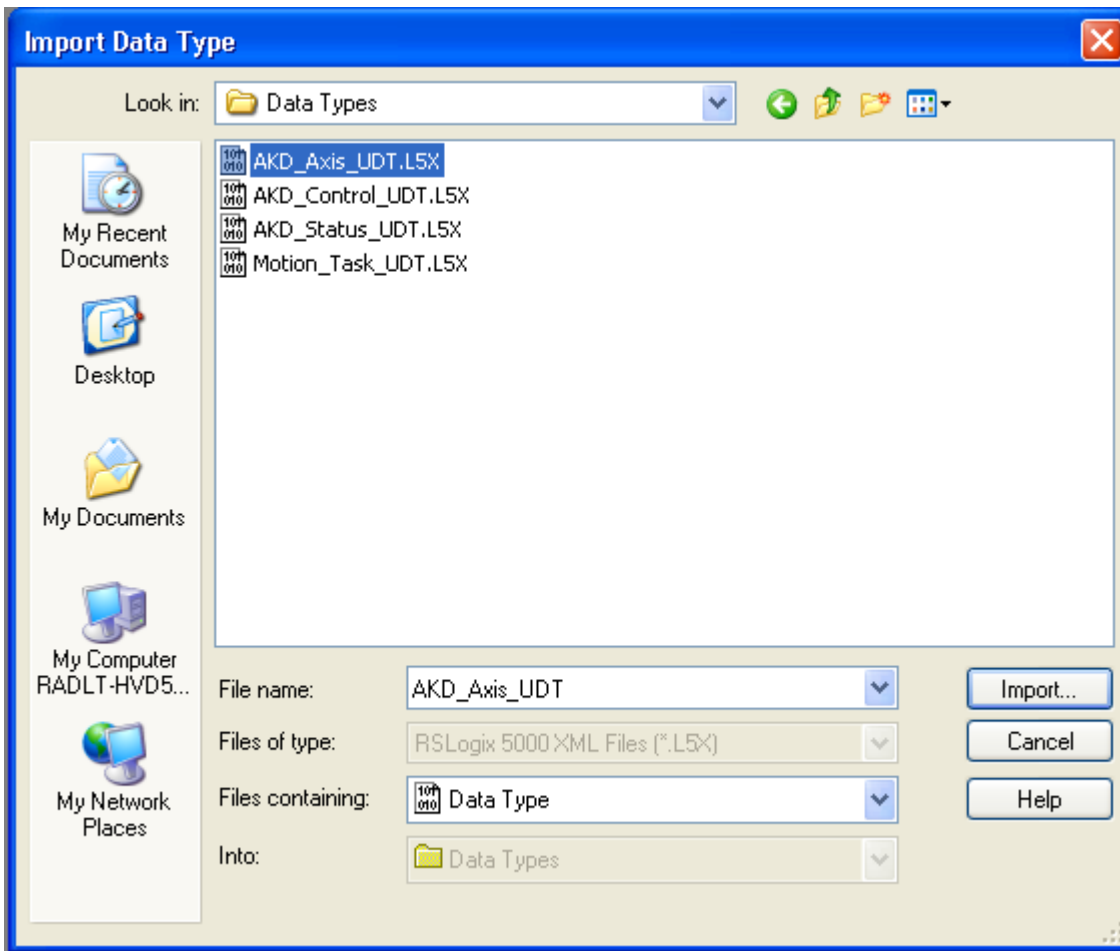 Import Data Type
Look in:
Data Types
My Recent
Documents
Desktop
My Documents
My Computer
RADLT-HVD5...
My Network
Places
AKD_Axis_UDT.L5X
AKD_Control_UDT.L5X
AKD_Status_UDT.L5X
Motion_Task_UDT.L5X
File name:
AKD_Axis_UDT
Import...
Files of type:
RSLogix 5000 XML Files (*.L5X)
Cancel
Files containing:
Data Type
Help
Into:
Data Types